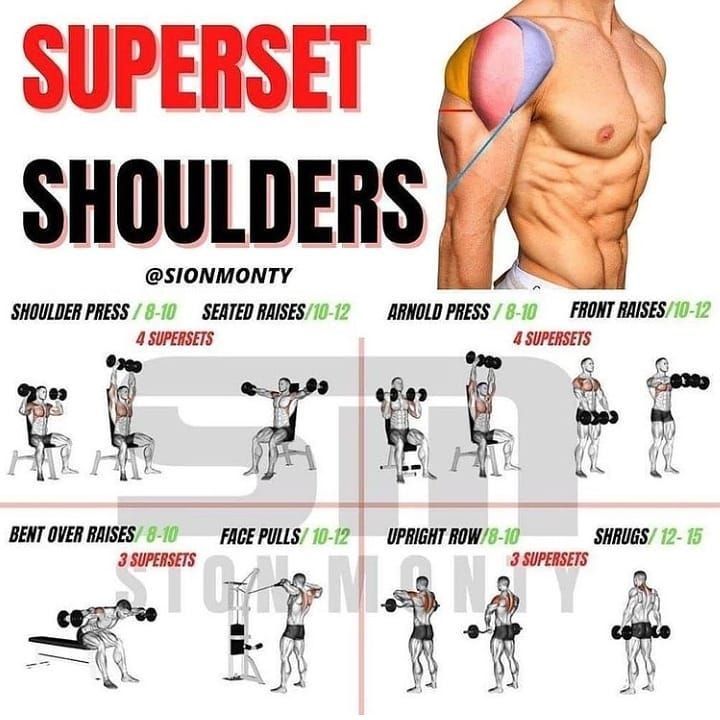 SUPERSET
SHOULDERS
@SIONMONTY
SHOULDER PRESS / 8-10 SEATED RAISES/10-12
4 SUPERSETS
ARNOLD PRESS / 8-10 FRONT RAISES/10-12
4 SUPERSETS
BENT OVER RAISES/ 8-10 FACE PULLS/ 10-12
3 SUPERSETS
UPRIGHT ROW/8-10 SHRUGS/ 12- 15
3 SUPERSETS
SM
SION MONTY